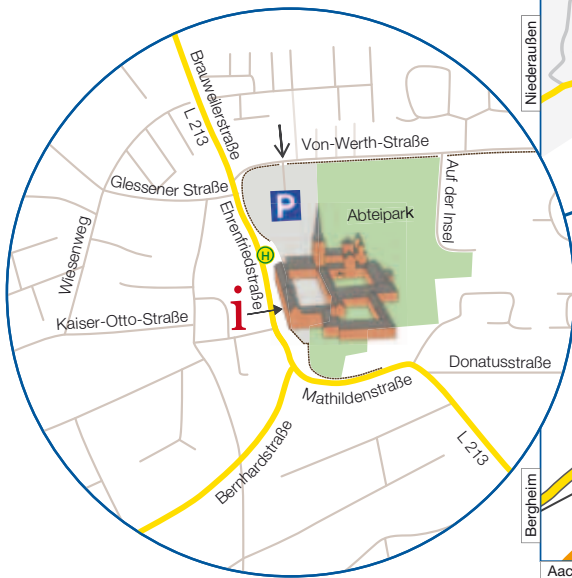 Niederaußen
Brauweilerstraße
L 213
Von-Werth-Straße
Glessener Straße
P
Abteipark
Auf der Insel
Wiesenweg
Ehrenfriedstraße
H
i
Kaiser-Otto-Straße
Donatusstraße
Mathildenstraße
Bernhardstraße
L 213
Bergheim
Aac